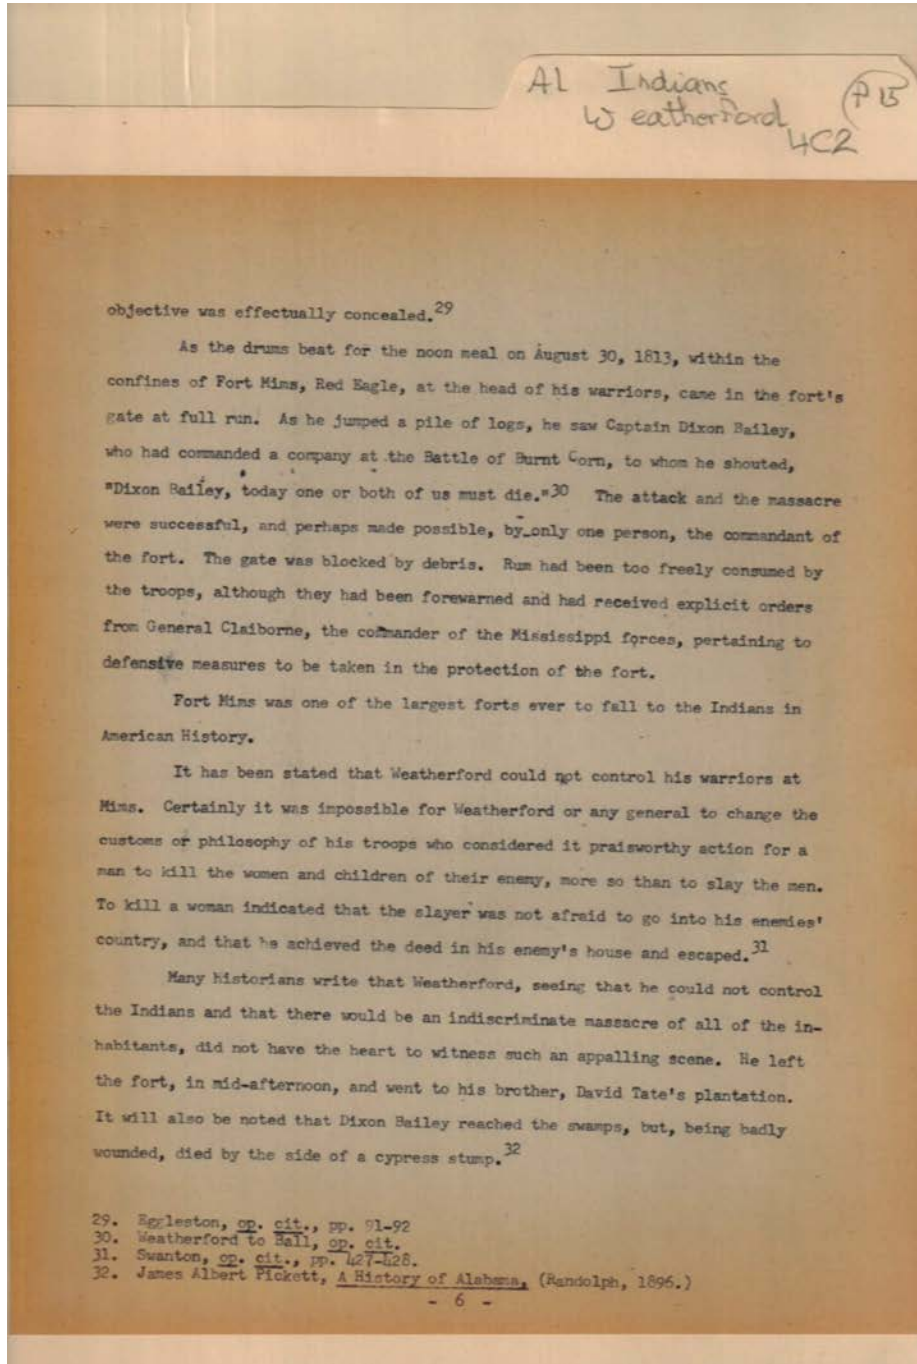 Al Indians
Weatherford
P 15
4C2
objective was effectually concealed.29
As the drums beat for the noon meal on August 30, 1813, within the
confines of Fort Mims, Red Eagle, at the head of his warriors, came in the fort's
gate at full run. As he jumped a pile of logs, he saw Captain Dixon Bailey,
who had commanded a company at the Battle of Burnt Corn, to whom he shouted,
"Dixon Bailey, today one or both of us must die."30 The attack and the massacre
were successful, and perhaps made possible, by only one person, the commandant of
the fort. The gate was blocked by debris. Rum had been too freely consumed by
the troops, although they had been forewarned and had received explicit orders
from General Claiborne, the commander of the Mississippi forces, pertaining to
defensive measures to be taken in the protection of the fort.
Fort Mims was one of the largest forts ever to fall to the Indians in
American History.
It has been stated that Weatherford could not control his warriors at
Mims. Certainly it was impossible for Weatherford or any general to change the
customs or philosophy of his troops who considered it praisworthy action for a
man to kill the women and children of their enemy, more so than to slay the men.
To kill a woman indicated that the slayer was not afraid to go into his enemies'
country, and that he achieved the deed in his enemy's house and escaped.31
Many historians write that Weatherford, seeing that he could not control
the Indians and that there would be an indiscriminate massacre of all of the in-
habitants, did not have the heart to witness such an appalling scene. He left
the fort, in mid-afternoon, and went to his brother, David Tate's plantation.
It will also be noted that Dixon Bailey reached the swamps, but, being badly
wounded, died by the side of a cypress stump.32
29. Eggleston, op. cit., pp. 91-92
30. Weatherford to Ball, op. cit.
31. Swanton, op. cit., pp. 427-428.
32. James Albert Pickett, A History of Alabama, (Randolph, 1896.)
- 6 -